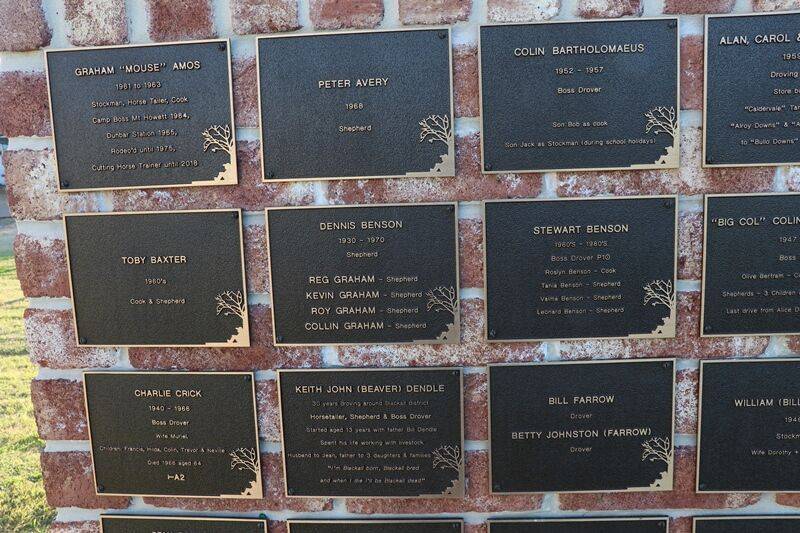 GRAHAM "MOUSE" AMOS
1961 to 1963
Stockman, Horse Tailer, Cook
Camp Boss Mt Howett 1964,
Dunbar Station 1965,
Rodeo'd until 1975,
Cutting Horse Trainer until 2018
PETER AVERY
1968
Shepherd
COLIN BARTHOLOMAEUS
1952 - 1957
Boss Drover
Son Bob as cook
Son Jack as Stockman (during school holidays)
ALAN, CAROL &
1959
Droving
Store bu
"Caldervale" Tam
"Alroy Downs" & "A
to "Bullo Downs"
TOBY BAXTER
1960's
Cook & Shepherd
DENNIS BENSON
1930 - 1970
Shepherd
REG GRAHAM - Shepherd
KEVIN GRAHAM - Shepherd
ROY GRAHAM - Shepherd
COLLIN GRAHAM - Shepherd
STEWART BENSON
1960'S - 1980'S
Boss Drover P10
Roslyn Benson - Cook
Tania Benson - Shepherd
Valma Benson - Shepherd
Leonard Benson - Shepherd
"BIG COL" COLIN
1947
Boss
Olive Bertram - C
Shepherds - 3 Children
Last drive from Alice D
CHARLIE CRICK
1940 - 1966
Boss Drover
Wife Muriel
Children: Francis, Hilda, Colin, Trevor & Neville
Died 1966 aged 64
I-A2
KEITH JOHN (BEAVER) DENDLE
30 years droving around Blackall district
Horsetailer, Shepherd & Boss Drover
Started aged 13 years with father Bill Dendle
Spent his life working with livestock
Husband to Jean, father to 3 daughters & families
"I'm Blackall born, Blackall bred
and when I die I'd be Blackall dead"
BILL FARROW
Drover
BETTY JOHNSTON (FARROW)
Drover
WILLIAM (BILL
194
Stockm
Wife Dorothy +